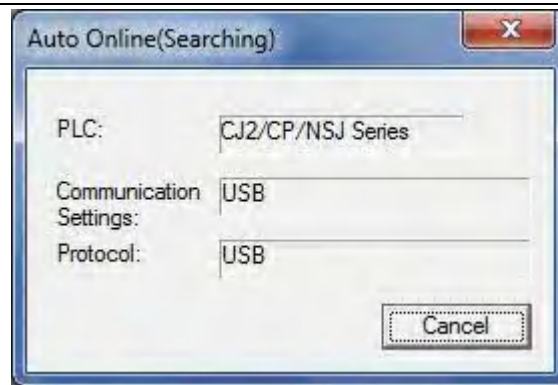 Auto Online(Searching)
PLC:
CJ2/CP/NSJ Series
Communication
Settings:
USB
Protocol:
USB
Cancel